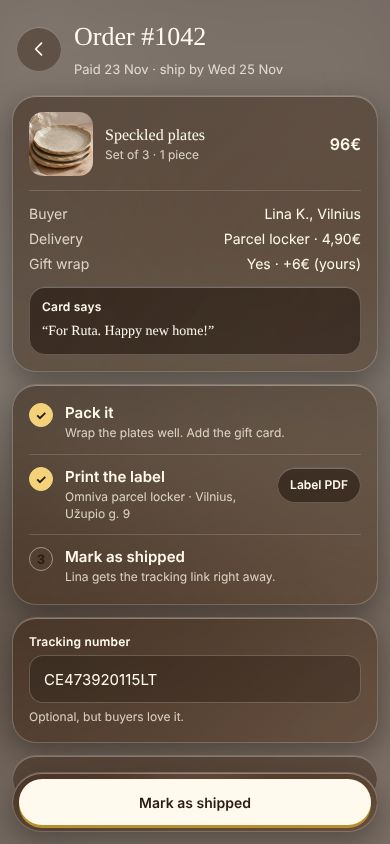 Order #1042
Paid 23 Nov · ship by Wed 25 Nov
Speckled plates
Set of 3 · 1 piece
96€
Buyer
Lina K., Vilnius
Delivery
Parcel locker · 4,90€
Gift wrap
Yes · +6€ (yours)
Card says
“For Ruta. Happy new home!”
Pack it
Wrap the plates well. Add the gift card.
Print the label
Omniva parcel locker · Vilnius,
Užupio g. 9
Label PDF
3
Mark as shipped
Lina gets the tracking link right away.
Tracking number
CE473920115LT
Optional, but buyers love it.
Mark as shipped